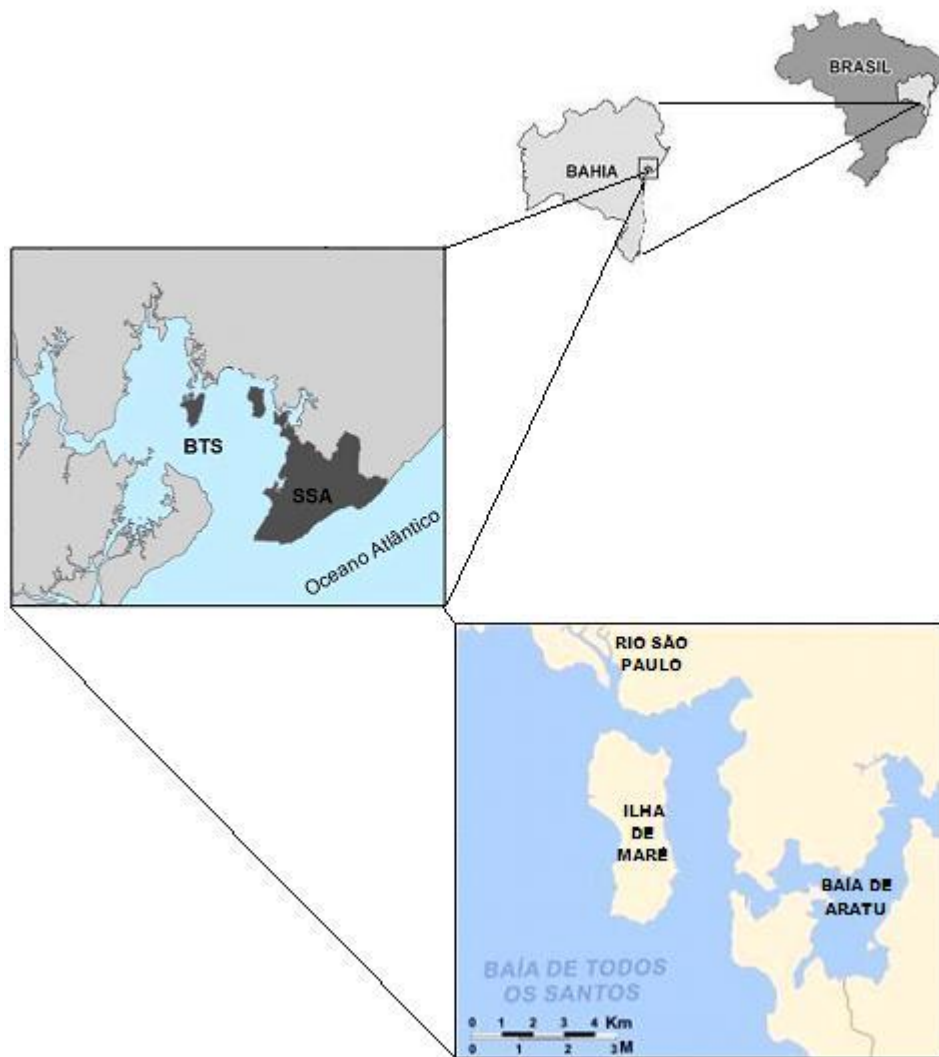 BRASIL
BAHIA
BTS
SSA
Oceano Atlântico
RIO SÃO
PAULO
ILHA
DE
MARÉ
BAÍA DE
ARATU
BAÍA DE TODOS
OS SANTOS
0 1 2 3 4 Km
0 1 2 3 M